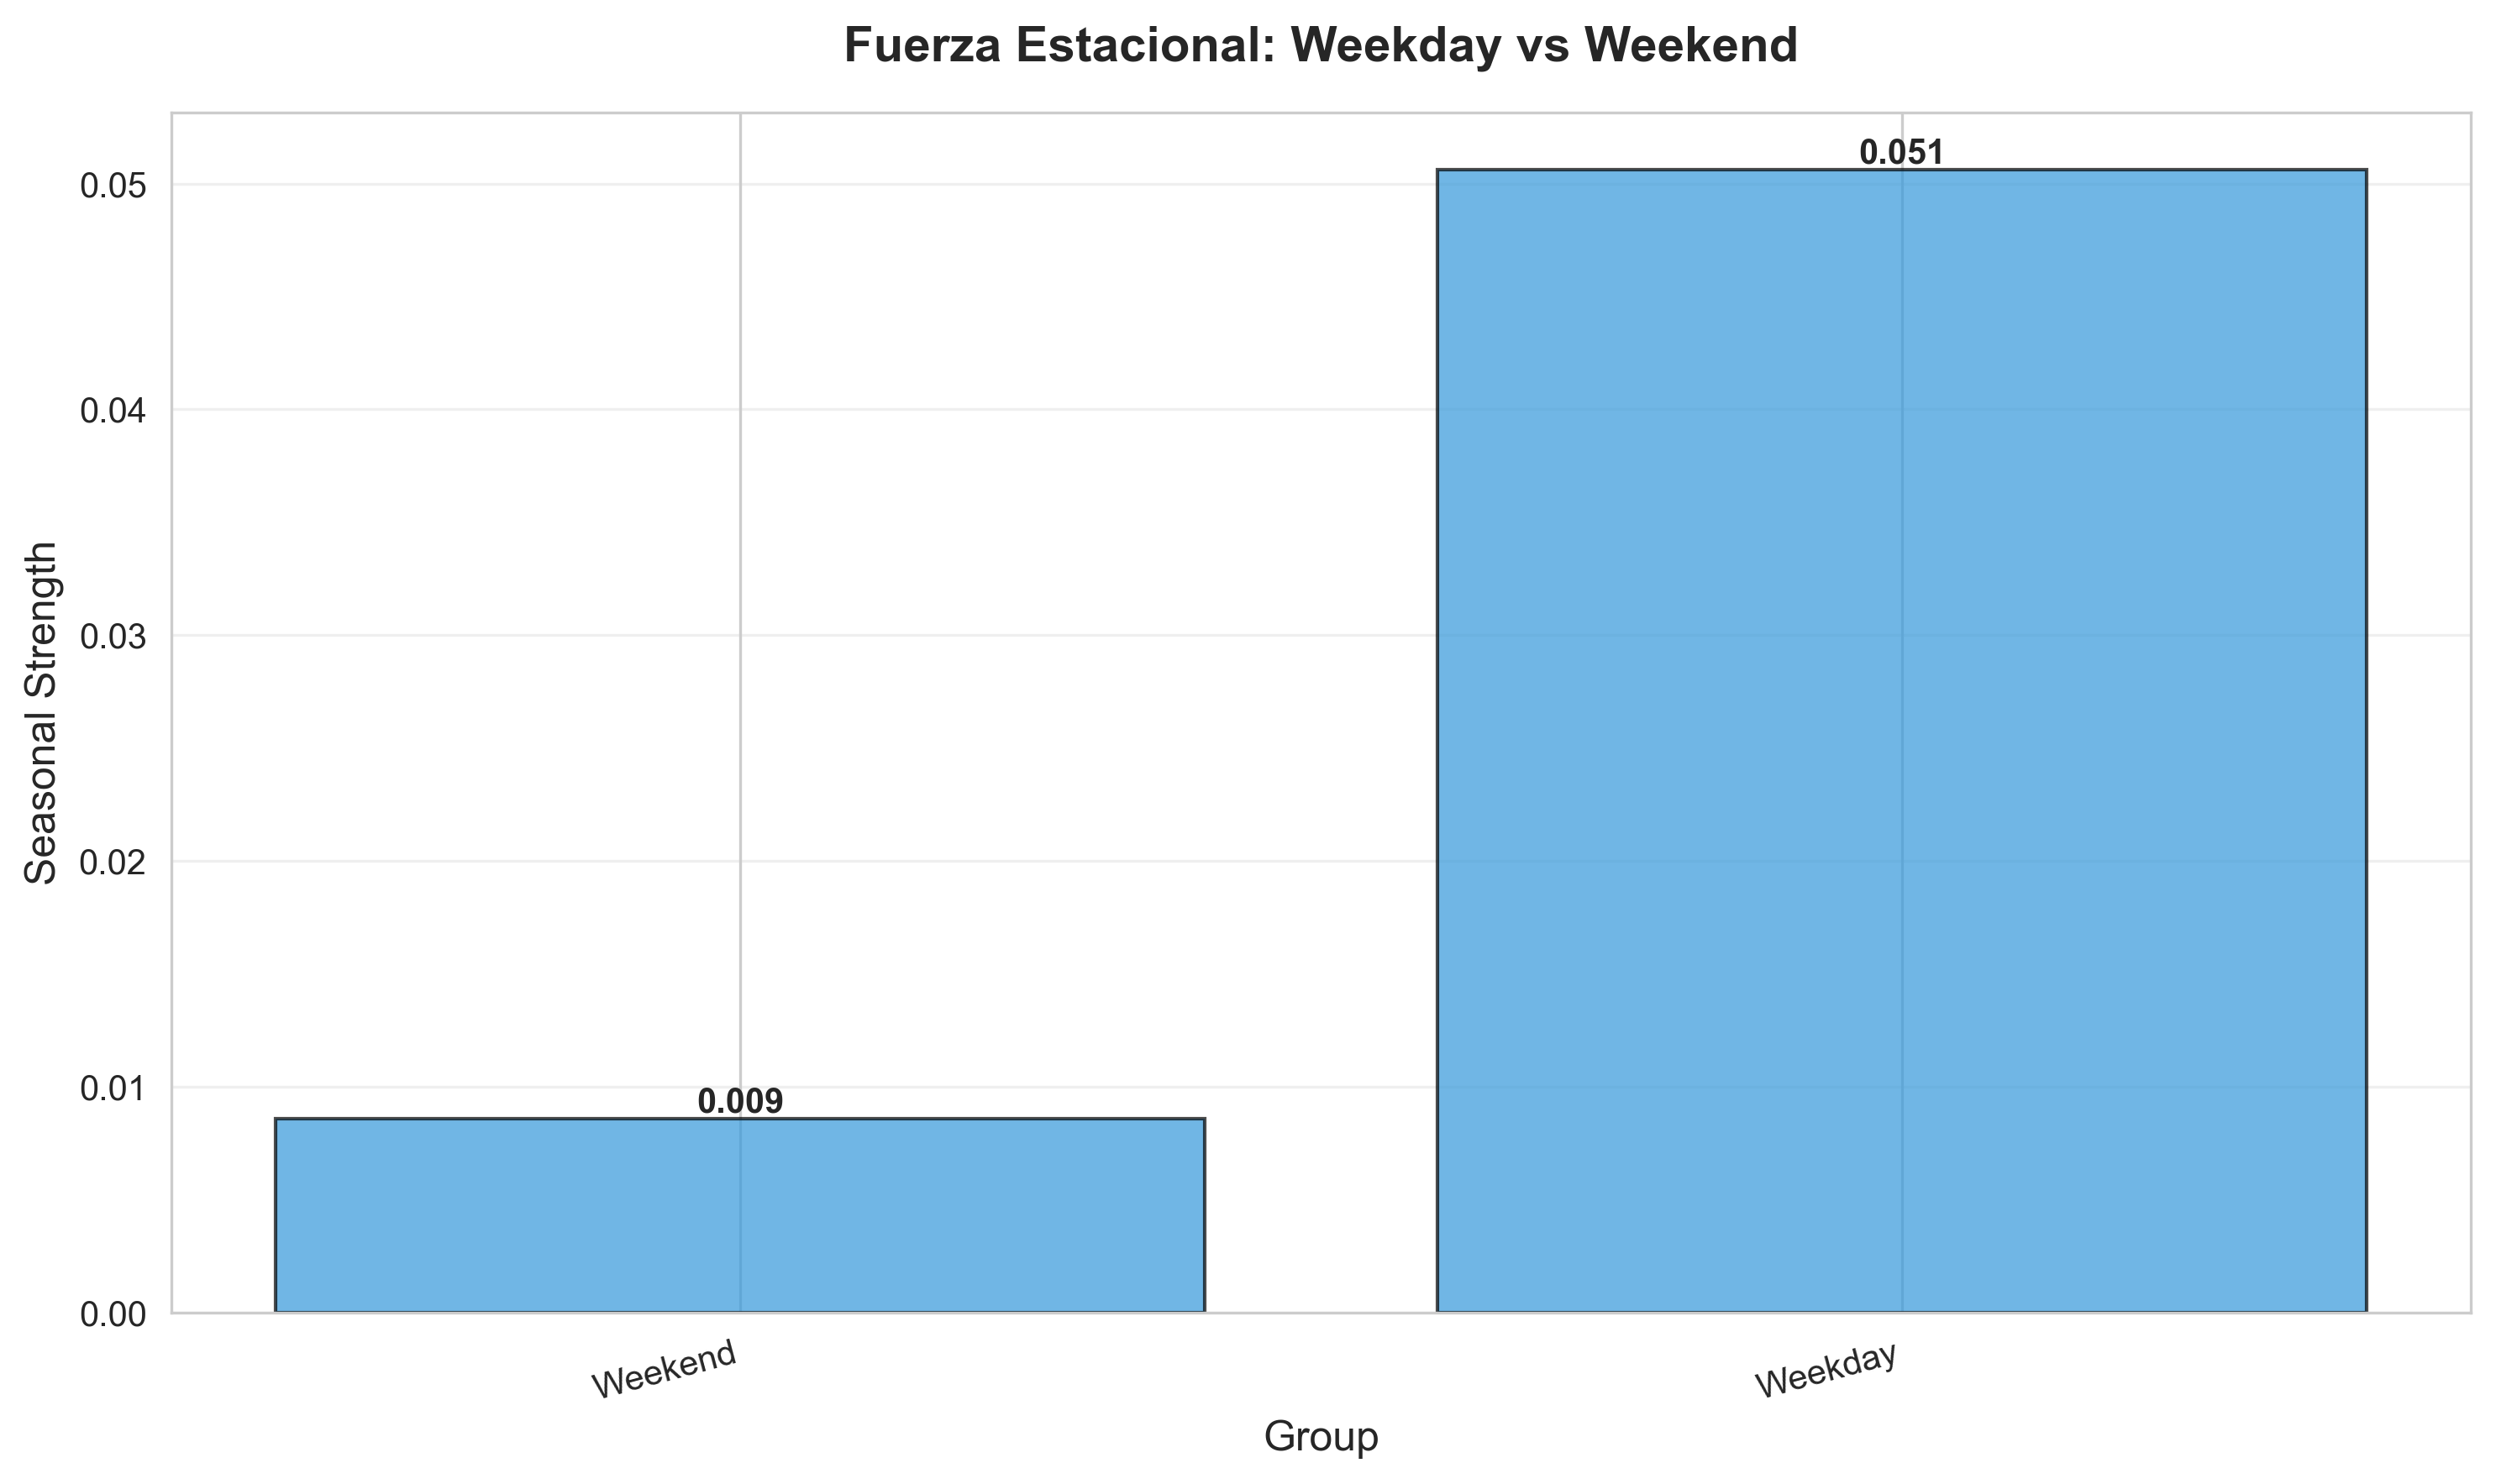 Fuerza Estacional: Weekday vs Weekend
Seasonal Strength
0.05
0.04
0.03
0.02
0.01
0.00
0.009
0.051
Weekend
Weekday
Group